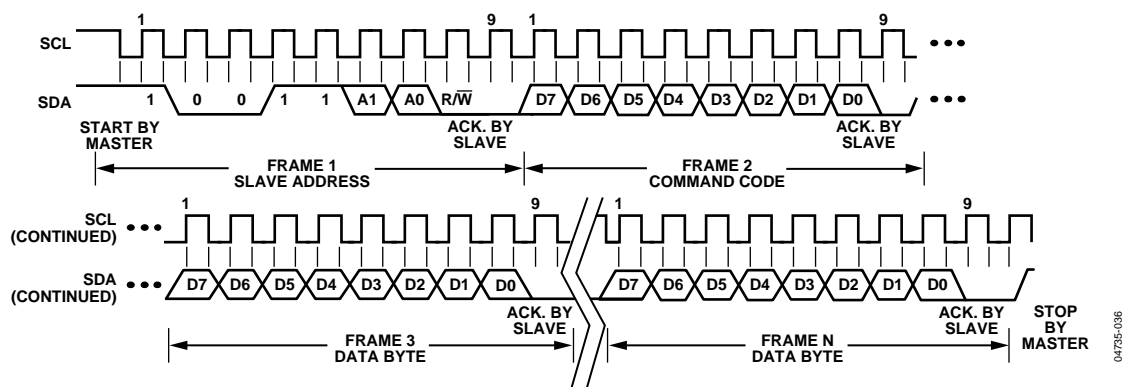 1 9 1 9
SCL
SDA 1 0 0 1 1 A1 A0 R/W̅ D7 D6 D5 D4 D3 D2 D1 D0
START BY MASTER
ACK. BY SLAVE
ACK. BY SLAVE
FRAME 1
SLAVE ADDRESS
FRAME 2
COMMAND CODE
1 9 1 9
SCL
(CONTINUED)
SDA
(CONTINUED)
D7 D6 D5 D4 D3 D2 D1 D0 D7 D6 D5 D4 D3 D2 D1 D0
ACK. BY SLAVE
ACK. BY SLAVE
STOP BY MASTER
FRAME 3
DATA BYTE
FRAME N
DATA BYTE
04735-036